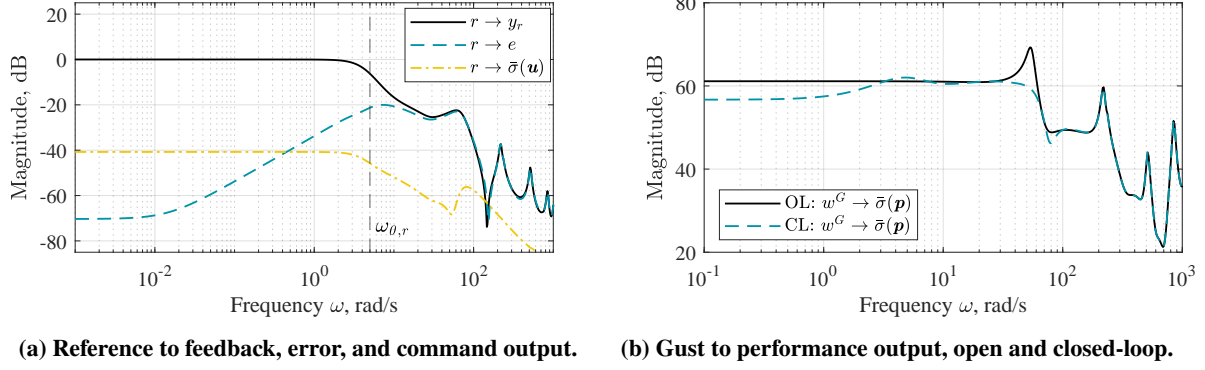 20
0
-20
-40
-60
-80
Magnitude, dB
r → y_r
r → e
r → σ̄(u)
ω_{θ,r}
10^{-2}
10^0
10^2
Frequency ω, rad/s
(a) Reference to feedback, error, and command output.
80
60
40
20
Magnitude, dB
OL: w^G → σ̄(p)
CL: w^G → σ̄(p)
10^{-1}
10^0
10^1
10^2
10^3
Frequency ω, rad/s
(b) Gust to performance output, open and closed-loop.